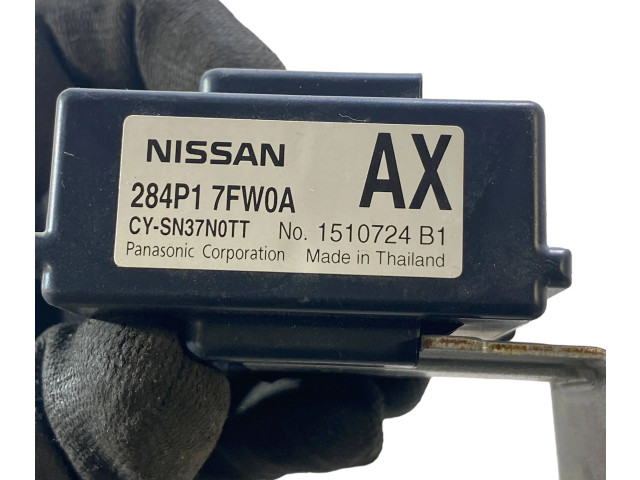 NISSAN AX
284P1 7FW0A
CY-SN37N0TT No. 1510724 B1
Panasonic Corporation Made in Thailand